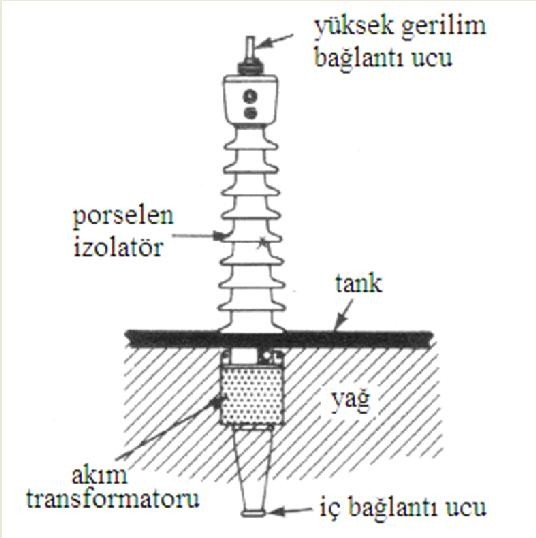 yüksek gerilim
bağlantı ucu
porselen
izolatör
tank
yağ
akım
transformatoru
iç bağlantı ucu